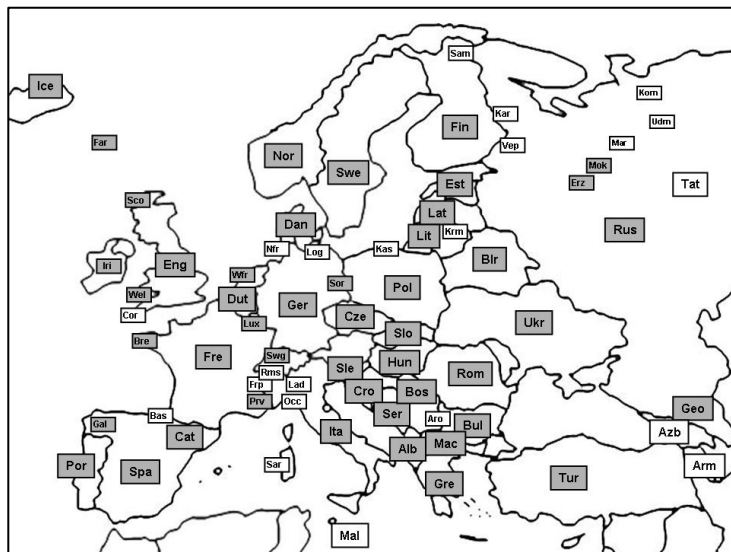 Sam
Ice
Kom
Kar
Udm
Fin
Far
Vep
Mar
Nor
Mok
Swe
Erz
Tat
Est
Sco
Lat
Dan
Krm
Rus
Lit
Nfr
Log
Kas
Blr
Iri
Eng
Wfr
Sor
Pol
Wel
Dut
Ger
Cor
Cze
Ukr
Lux
Slo
Bre
Fre
Swg
Hun
Rms
Sle
Rom
Frp
Lad
Cro
Bos
Prv
Occ
Geo
Bas
Ser
Aro
Gal
Bul
Cat
Ita
Azb
Mac
Alb
Por
Spa
Sar
Arm
Tur
Gre
Mal